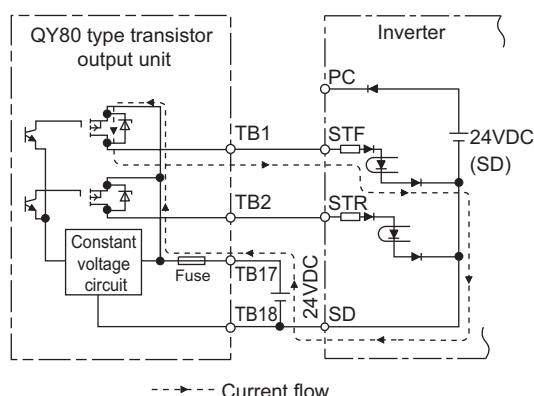 QY80 type transistor
output unit
Inverter
PC
TB1
STF
24VDC
(SD)
TB2
STR
Constant
voltage
circuit
Fuse
TB17
24VDC
TB18
SD
Current flow